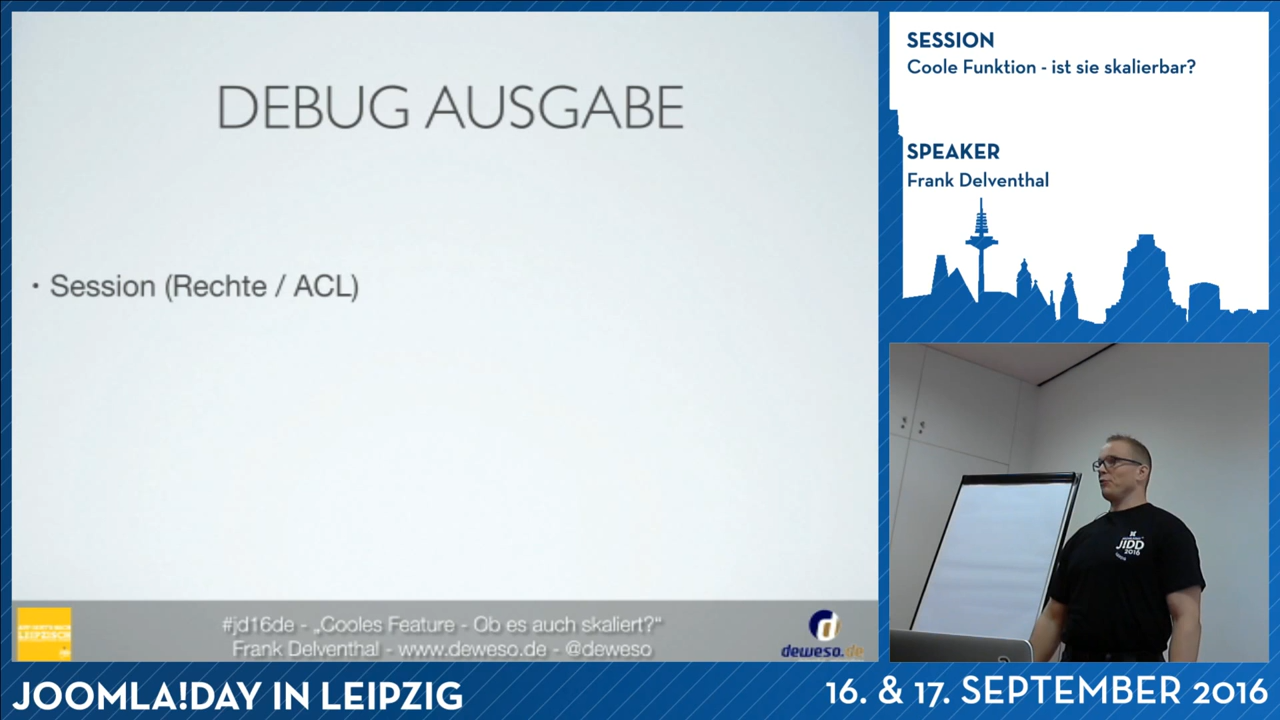 DEBUG AUSGABE
• Session (Rechte / ACL)
#jd16de - „Cooles Feature - Ob es auch skaliert?“
Frank Delventhal - www.deweso.de - @deweso
deweso.de
SESSION
Coole Funktion - ist sie skalierbar?
SPEAKER
Frank Delventhal
JIDD
2016
JOOMLA!DAY IN LEIPZIG
16. & 17. SEPTEMBER 2016